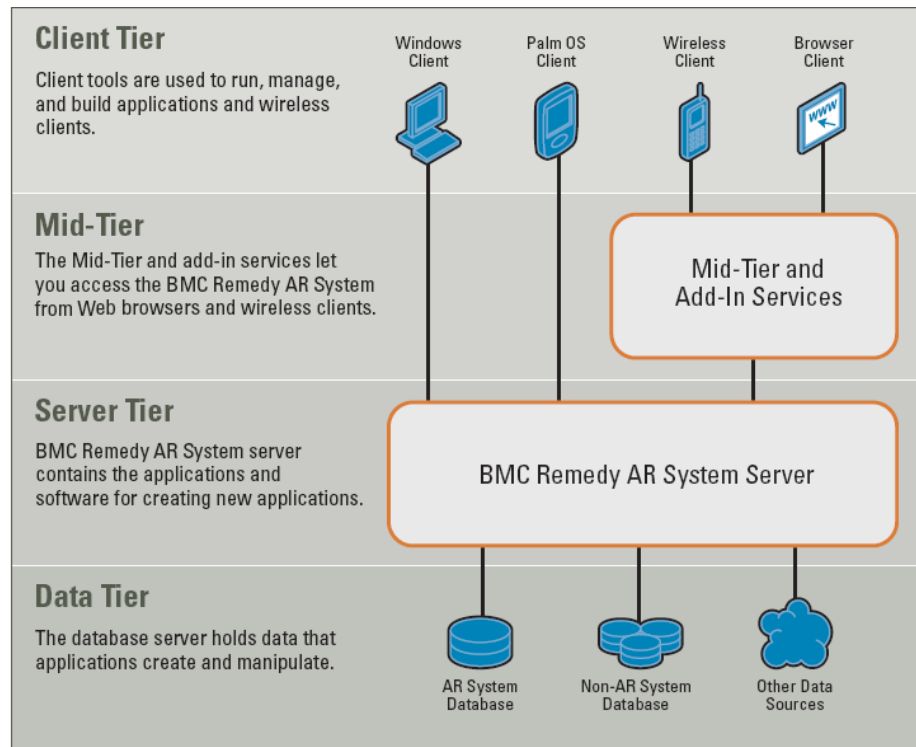 Client Tier
Client tools are used to run, manage,
and build applications and wireless
clients.
Windows
Client
Palm OS
Client
Wireless
Client
Browser
Client
WWW
Mid-Tier
The Mid-Tier and add-in services let
you access the BMC Remedy AR System
from Web browsers and wireless clients.
Mid-Tier and
Add-In Services
Server Tier
BMC Remedy AR System server
contains the applications and
software for creating new applications.
BMC Remedy AR System Server
Data Tier
The database server holds data that
applications create and manipulate.
AR System
Database
Non-AR System
Database
Other Data
Sources